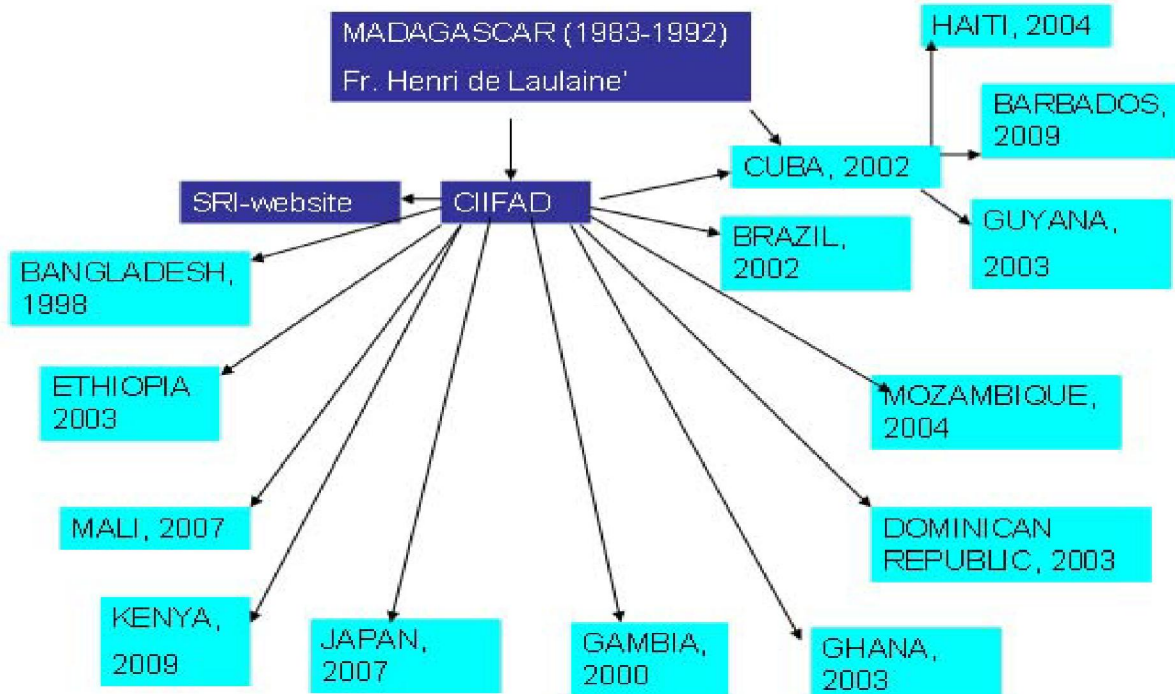 MADAGASCAR (1983-1992)
Fr. Henri de Laulaine'
HAITI, 2004
BARBADOS,
2009
CUBA, 2002
SRI-website
CIIFAD
GUYANA,
2003
BRAZIL,
2002
BANGLADESH,
1998
ETHIOPIA
2003
MOZAMBIQUE,
2004
MALI, 2007
DOMINICAN
REPUBLIC, 2003
KENYA,
2009
JAPAN,
2007
GAMBIA,
2000
GHANA,
2003